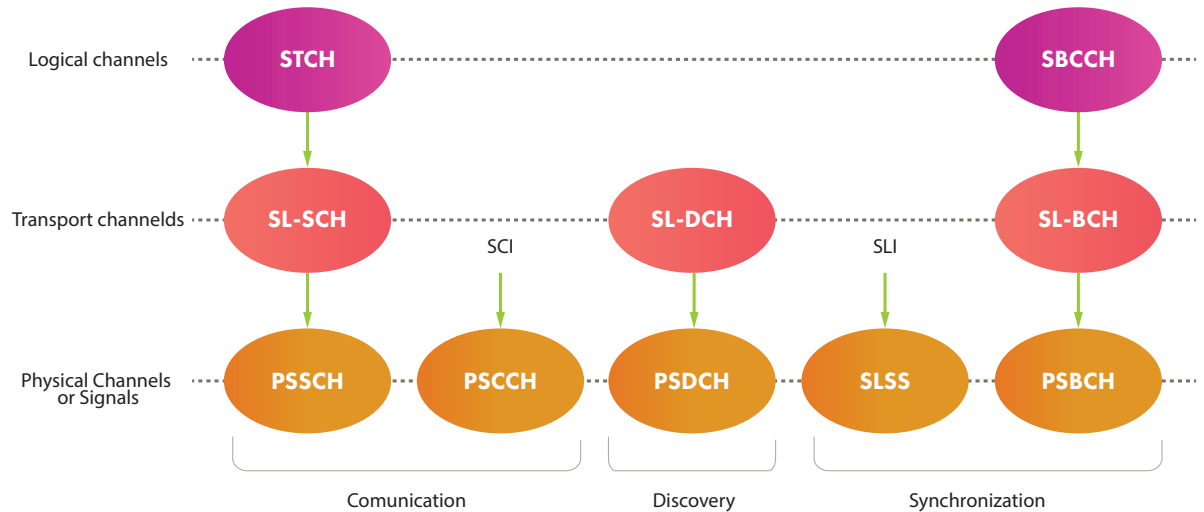 Logical channels
STCH
SBCCH
Transport channelds
SL-SCH
SL-DCH
SL-BCH
SCI
SLI
Physical Channels
or Signals
PSSCH
PSCCH
PSDCH
SLSS
PSBCH
Comunication
Discovery
Synchronization